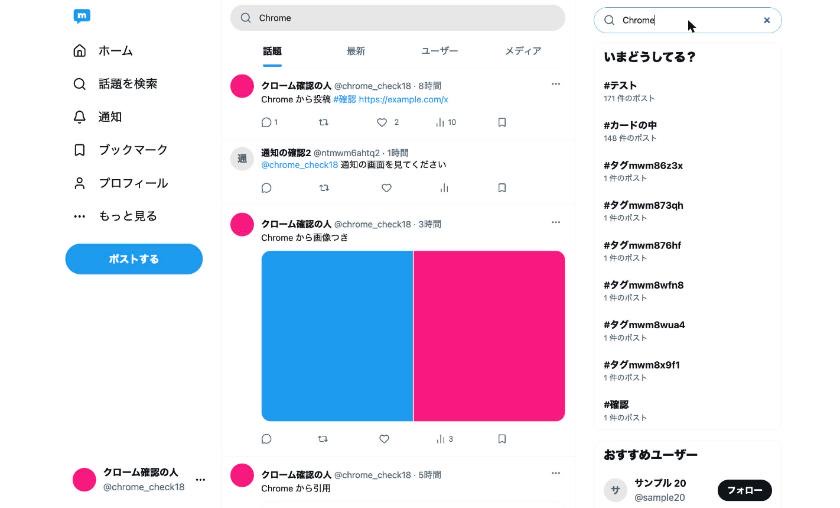 m
ホーム
話題を検索
通知
ブックマーク
プロフィール
もっと見る
ポストする
クローム確認の人
@chrome_check18
Chrome
話題 最新 ユーザー メディア
クローム確認の人 @chrome_check18 · 8時間
Chrome から投稿 #確認 https://example.com/x
1 2 10
通
通知の確認2 @ntmwm6ahtq2 · 1時間
@chrome_check18 通知の画面を見てください
クローム確認の人 @chrome_check18 · 3時間
Chrome から画像つき
3
クローム確認の人 @chrome_check18 · 5時間
Chrome から引用
Chrome
いまどうしてる？
#テスト
171 件のポスト
#カードの中
148 件のポスト
#タグmwm86z3x
1 件のポスト
#タグmwm873qh
1 件のポスト
#タグmwm876hf
1 件のポスト
#タグmwm8wfn8
1 件のポスト
#タグmwm8wua4
1 件のポスト
#タグmwm8x9f1
1 件のポスト
#確認
1 件のポスト
おすすめユーザー
サ
サンプル 20
@sample20
フォロー